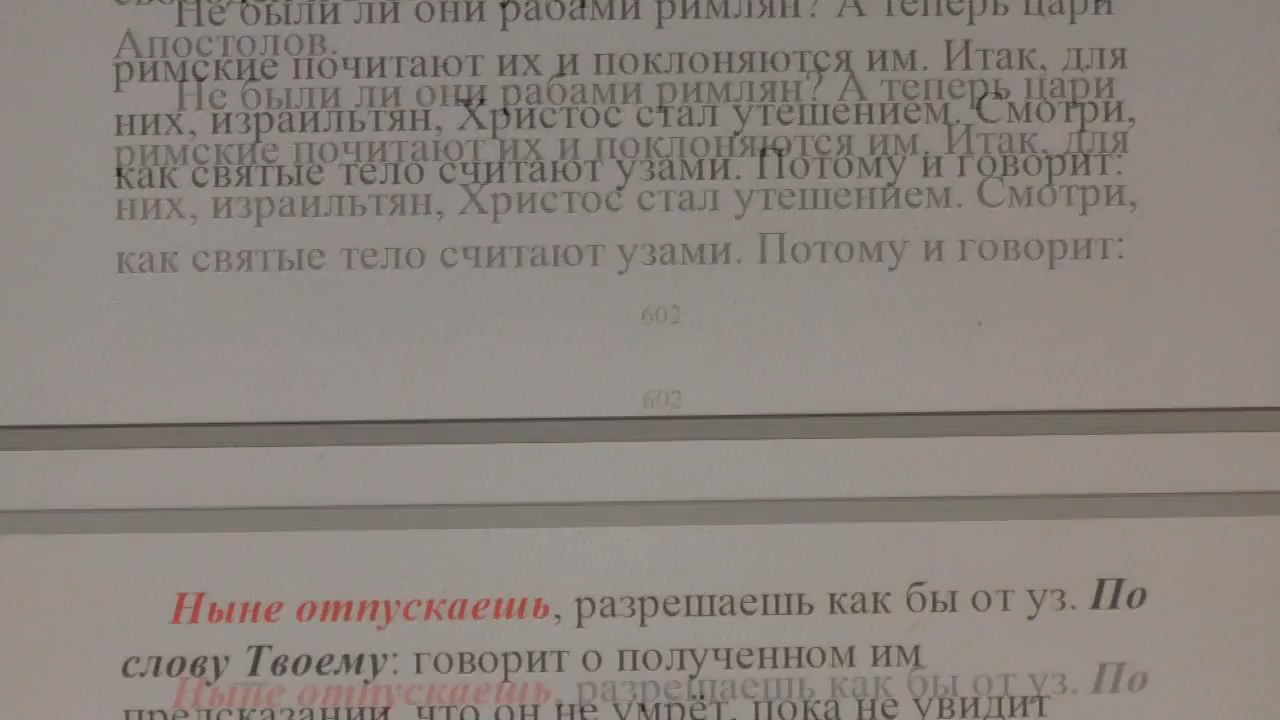 Не были ли они рабами римлян? А теперь цари
Апостолов.
римские почитают их и поклоняются им. Итак, для
Не были ли они рабами римлян? А теперь цари
них, израильтян, Христос стал утешением. Смотри,
римские почитают их и поклоняются им. Итак, для
как святые тело считают узами. Потому и говорит:
них, израильтян, Христос стал утешением. Смотри,
как святые тело считают узами. Потому и говорит:
602
602
Ныне отпускаешь, разрешаешь как бы от уз. По
слову Твоему: говорит о полученном им
Ныне отпускаешь, разрешаешь как бы от уз. По
предсказании, что он не умрёт, пока не увидит